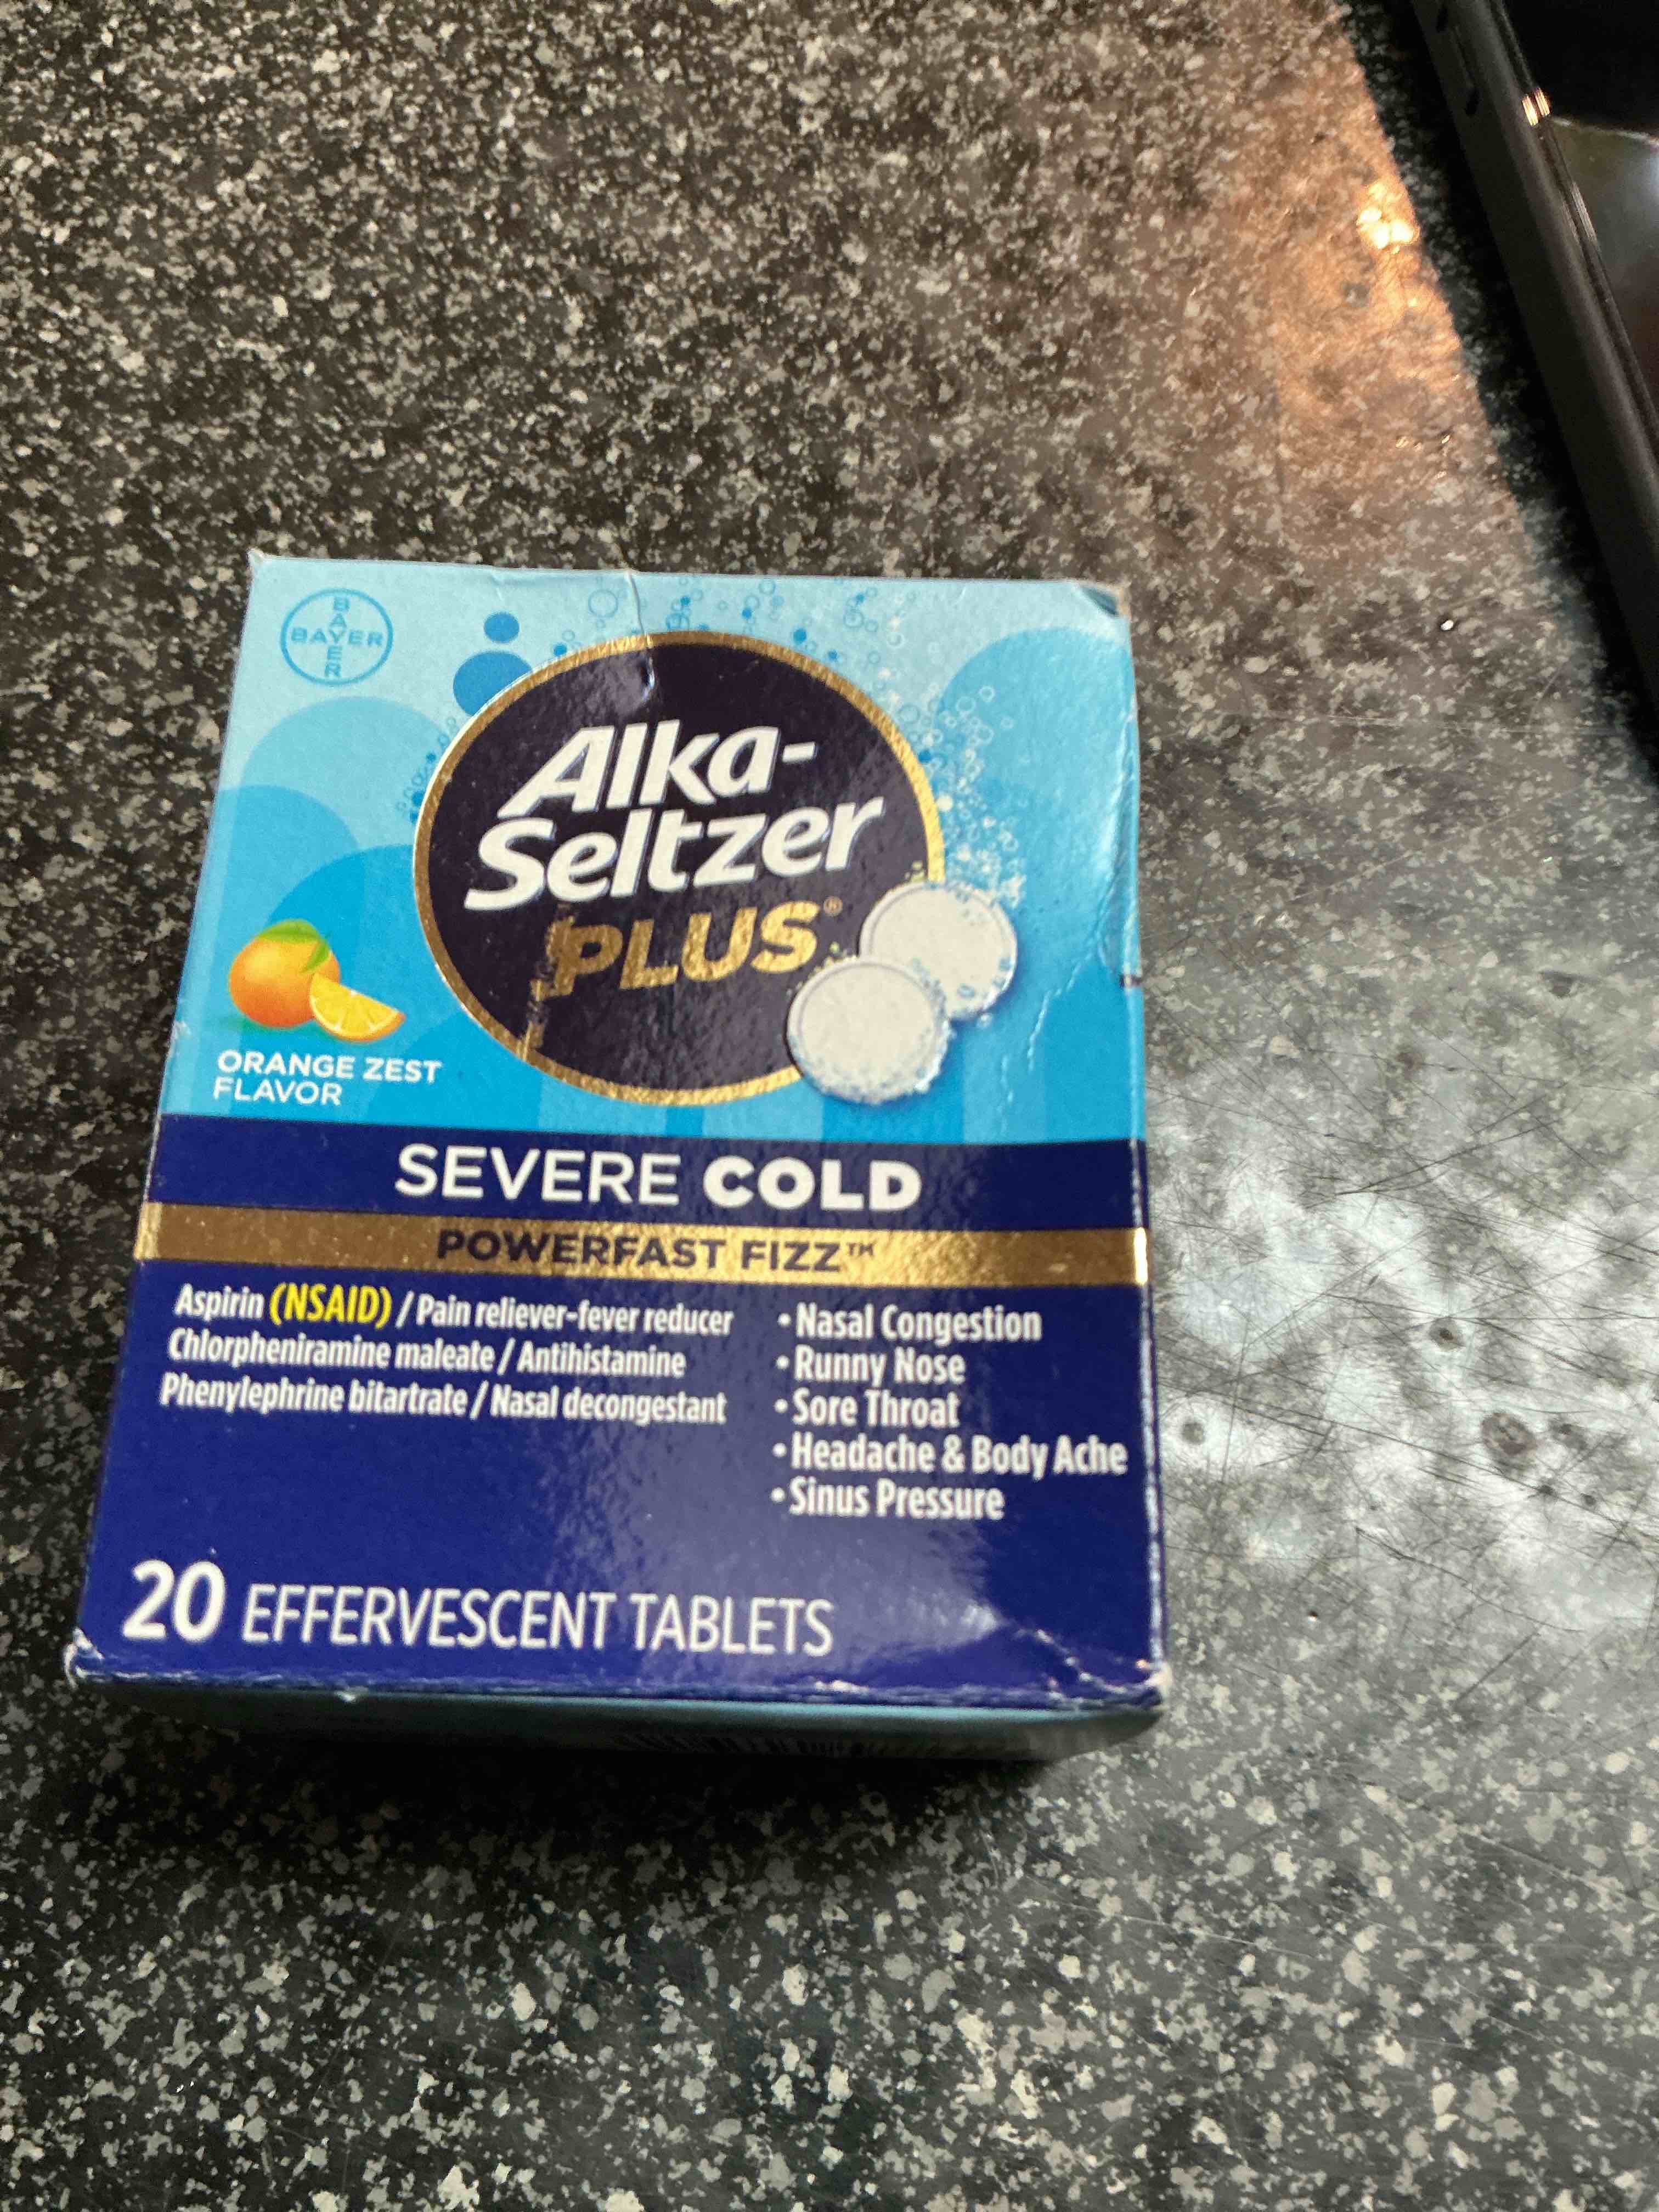 BAYER
BAYER
Alka-
Seltzer
PLUS®
ORANGE ZEST
FLAVOR
SEVERE COLD
POWERFAST FIZZ™
Aspirin (NSAID) / Pain reliever-fever reducer
Chlorpheniramine maleate / Antihistamine
Phenylephrine bitartrate / Nasal decongestant
• Nasal Congestion
• Runny Nose
• Sore Throat
• Headache & Body Ache
• Sinus Pressure
20 EFFERVESCENT TABLETS